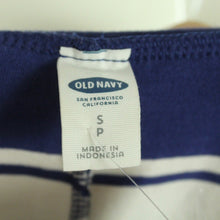 OLD NAVY
SAN FRANCISCO
CALIFORNIA
S
P
MADE IN
INDONESIA